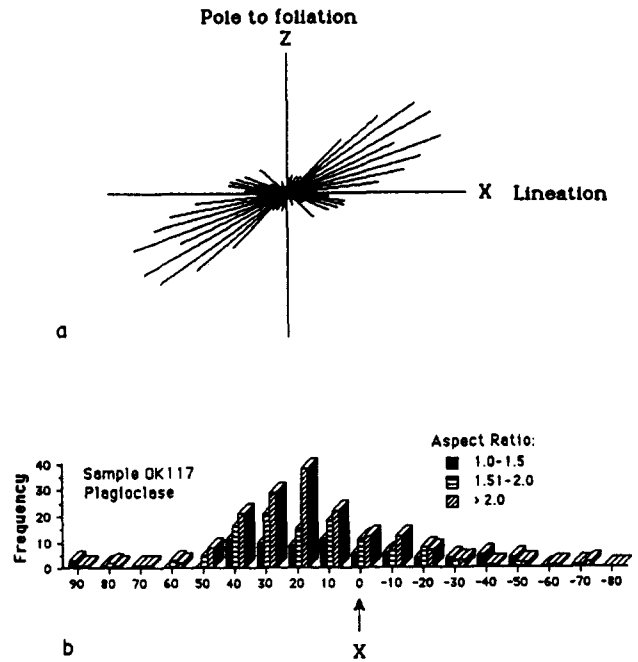 Pole to foliation
Z
X Lineation
a
Aspect Ratio:
1.0-1.5
1.51-2.0
> 2.0
Sample OK117
Plagioclase
Frequency
40
30
20
10
0
90 80 70 60 50 40 30 20 10 0 -10 -20 -30 -40 -50 -60 -70 -80
X
b